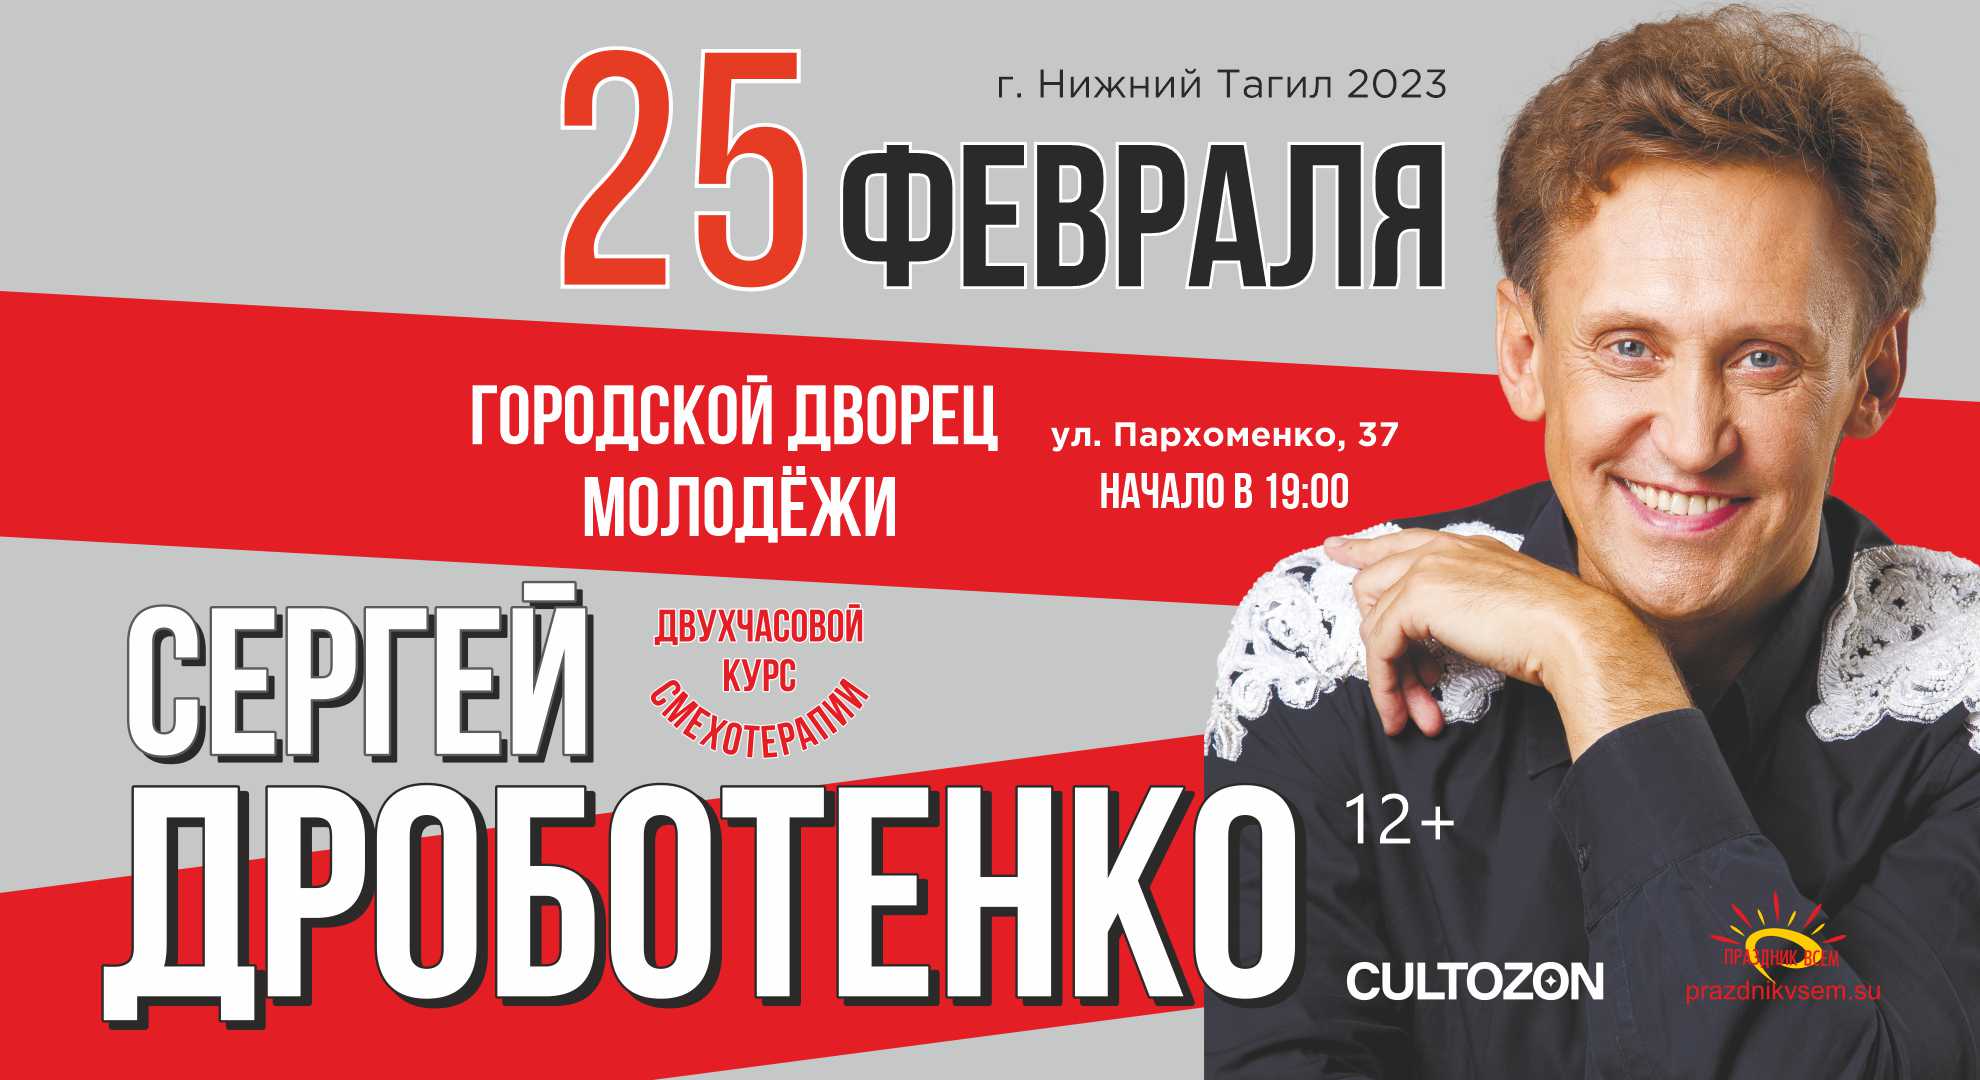 г. Нижний Тагил 2023
25 ФЕВРАЛЯ
ГОРОДСКОЙ ДВОРЕЦ
МОЛОДЁЖИ
ул. Пархоменко, 37
НАЧАЛО В 19:00
СЕРГЕЙ
ДРОБОТЕНКО
ДВУХЧАСОВОЙ
КУРС
СМЕХОТЕРАПИИ
12+
CULTOZON
ПРАЗДНИК ВСЕМ
prazdnikvsem.su